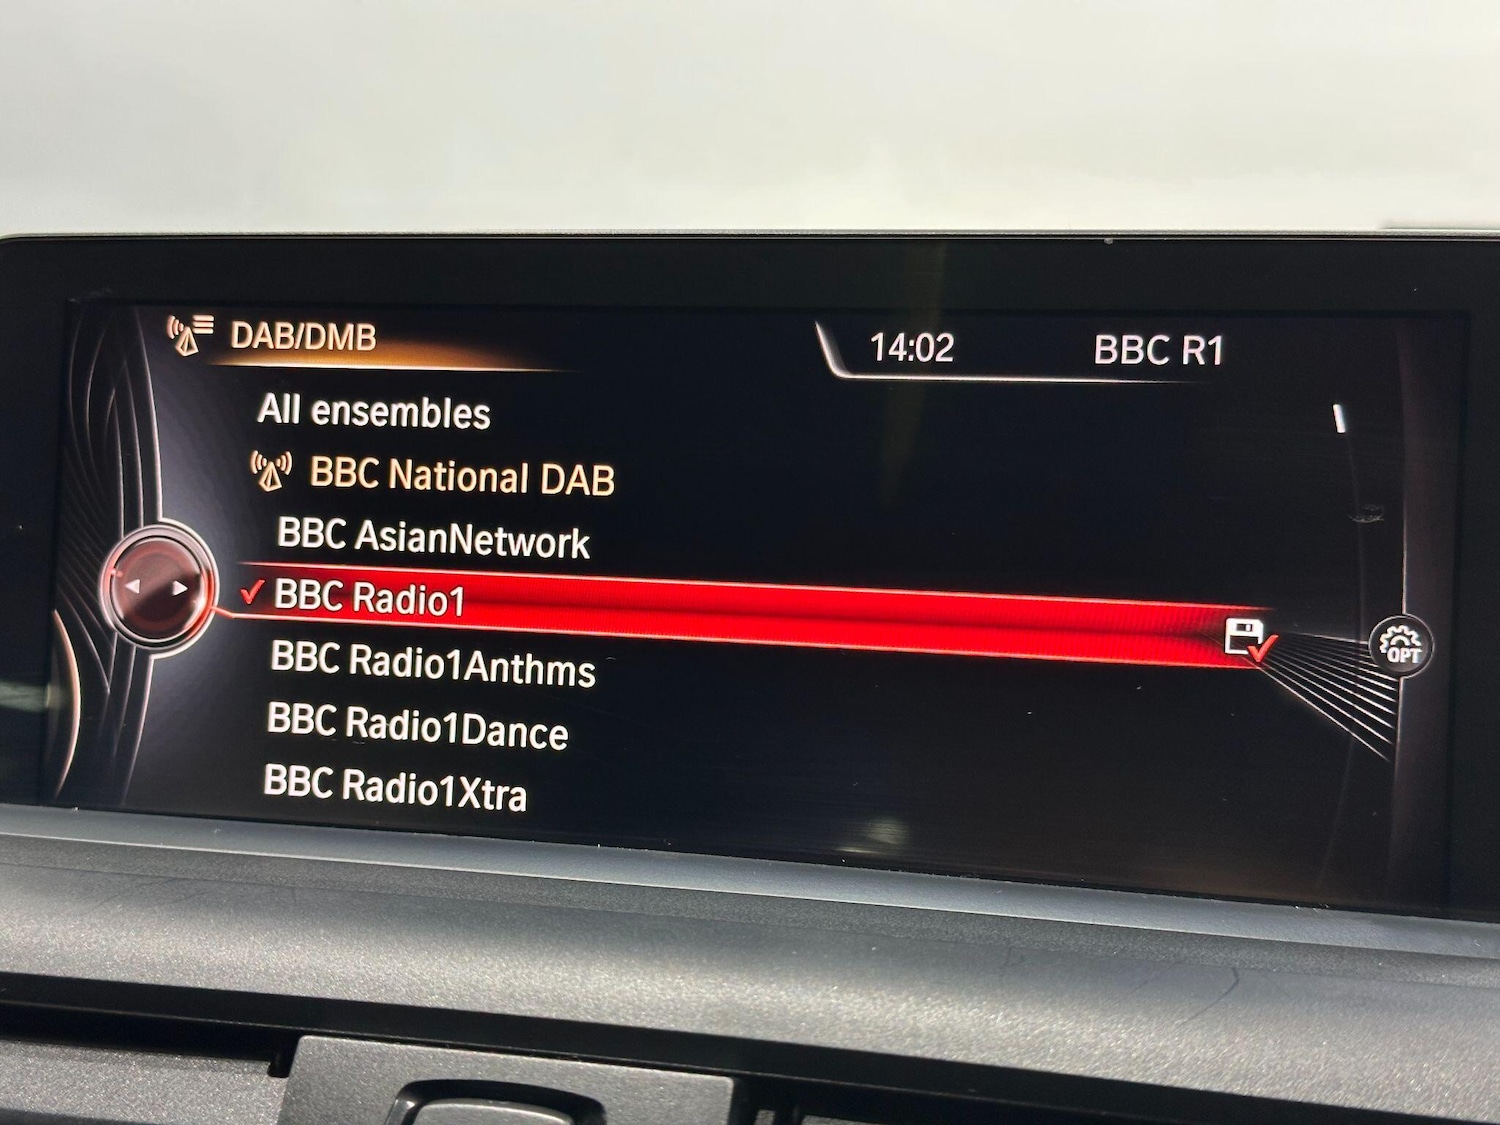 DAB/DMB
14:02
BBC R1
All ensembles
BBC National DAB
BBC AsianNetwork
BBC Radio1
BBC Radio1Anthms
BBC Radio1Dance
BBC Radio1Xtra
OPT